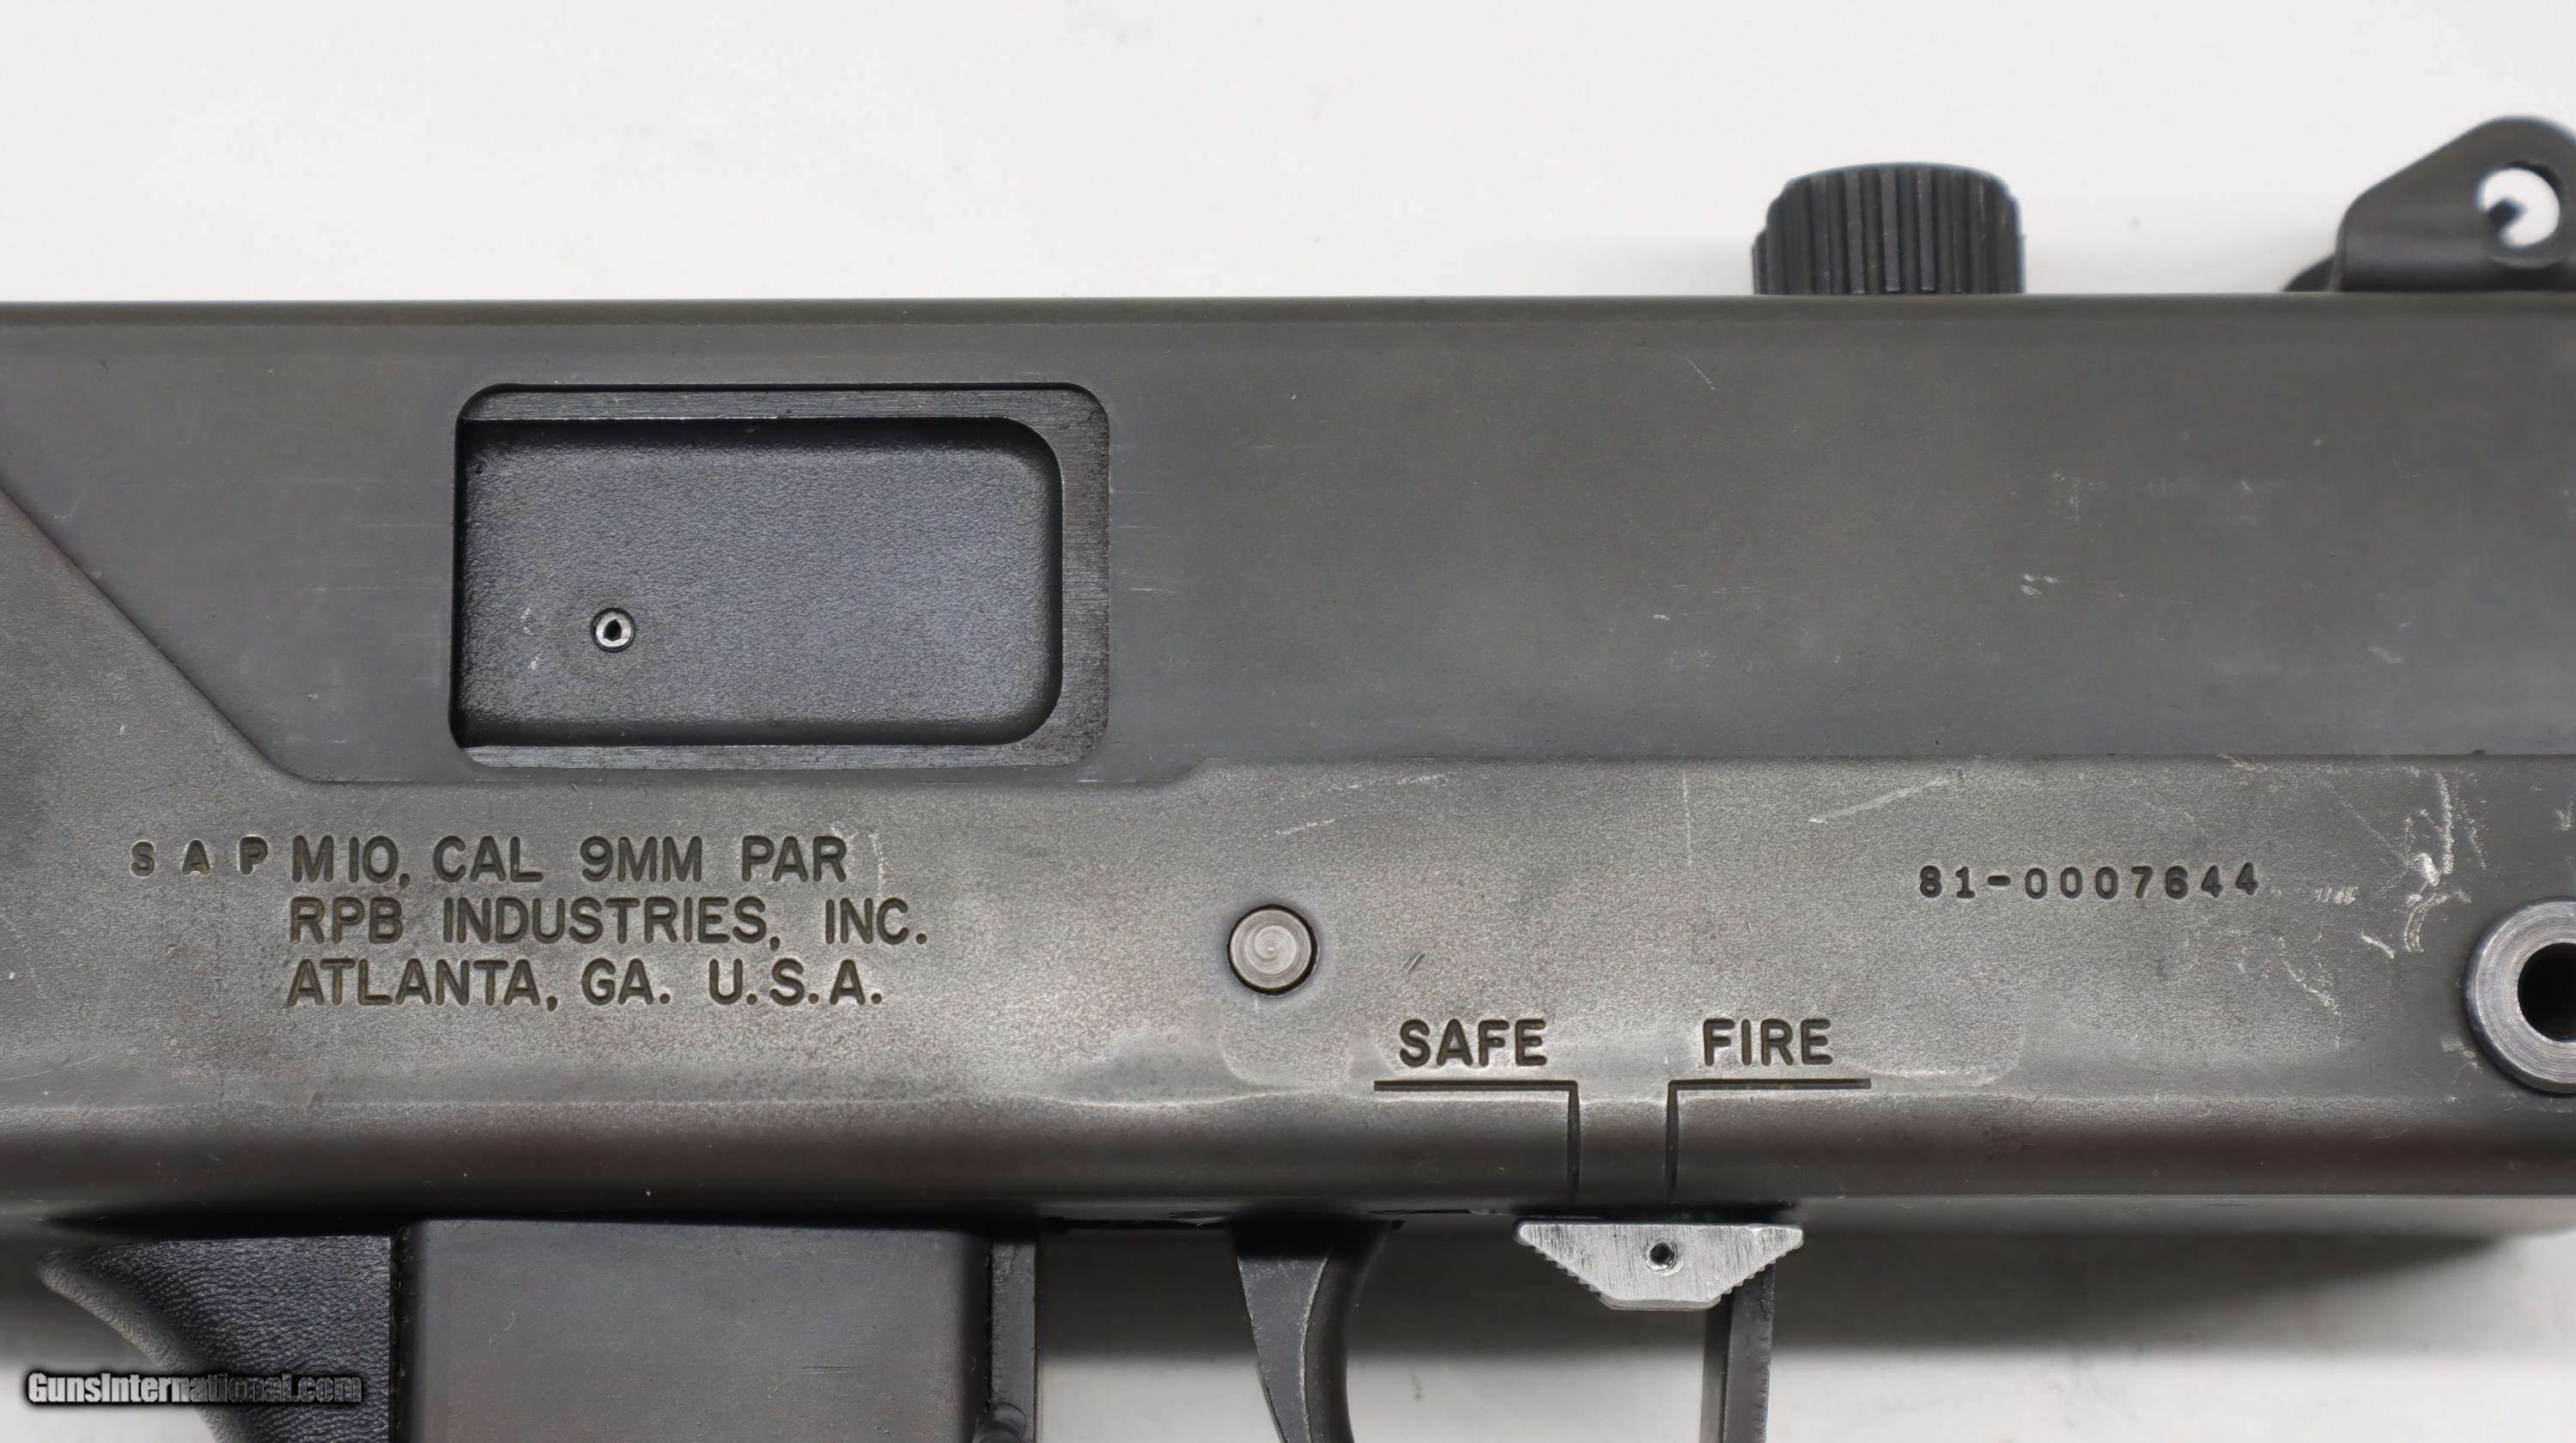 S A P M10, CAL 9MM PAR
RPB INDUSTRIES, INC.
ATLANTA, GA. U.S.A.
81-0007644
SAFE FIRE
GunsInternational.com